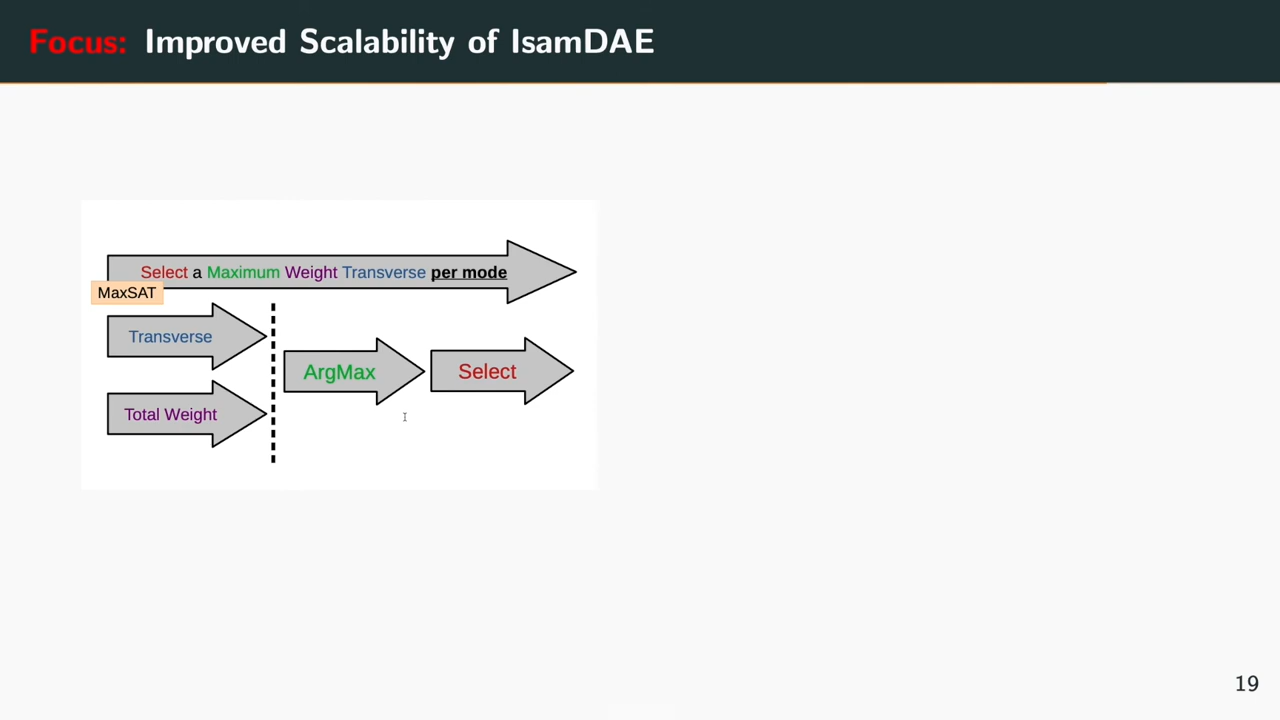 Focus: Improved Scalability of IsamDAE
Select a Maximum Weight Transverse per mode
MaxSAT
Transverse
ArgMax
Select
Total Weight
19